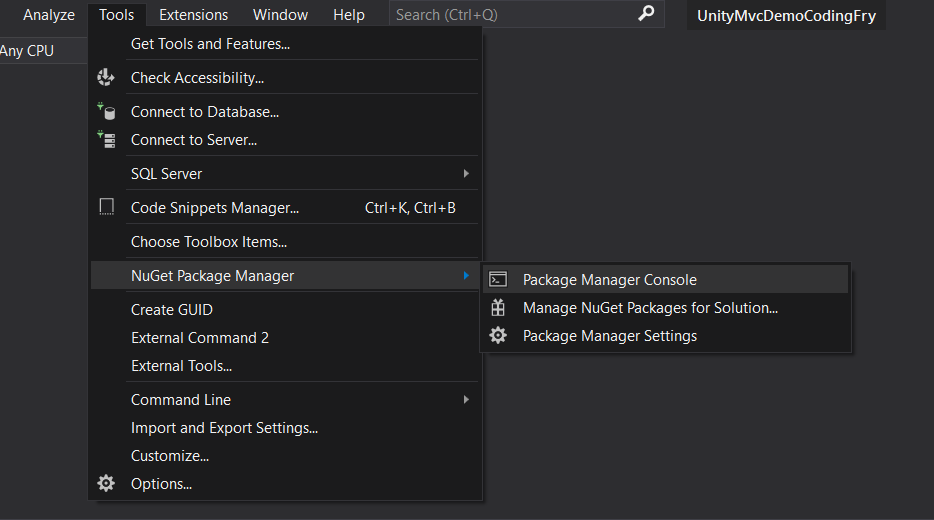 Analyze Tools Extensions Window Help Search (Ctrl+Q) UnityMvcDemoCodingFry
Any CPU
Get Tools and Features...
Check Accessibility...
Connect to Database...
Connect to Server...
SQL Server
Code Snippets Manager... Ctrl+K, Ctrl+B
Choose Toolbox Items...
NuGet Package Manager
Package Manager Console
Manage NuGet Packages for Solution...
Package Manager Settings
Create GUID
External Command 2
External Tools...
Command Line
Import and Export Settings...
Customize...
Options...